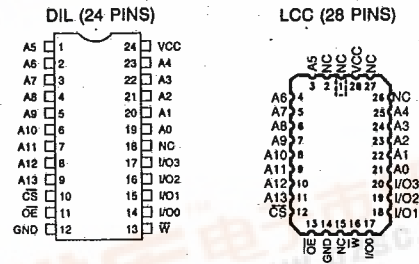 DIL (24 PINS)
A5 1 24 VCC
A6 2 23 A4
A7 3 22 A3
A8 4 21 A2
A9 5 20 A1
A10 6 19 A0
A11 7 18 NC
A12 8 17 I/O3
A13 9 16 I/O2
CS 10 15 I/O1
OE 11 14 I/O0
GND 12 13 W
LCC (28 PINS)
A5 NC NC VCC NC
3 2 1 28 27
A6 4 26 NC
A7 5 25 A4
A8 6 24 A3
A9 7 23 A2
A10 8 22 A1
A11 9 21 A0
A12 10 20 I/O3
A13 11 19 I/O2
CS 12 18 I/O1
13 14 15 16 17
OE GND NC W I/O0